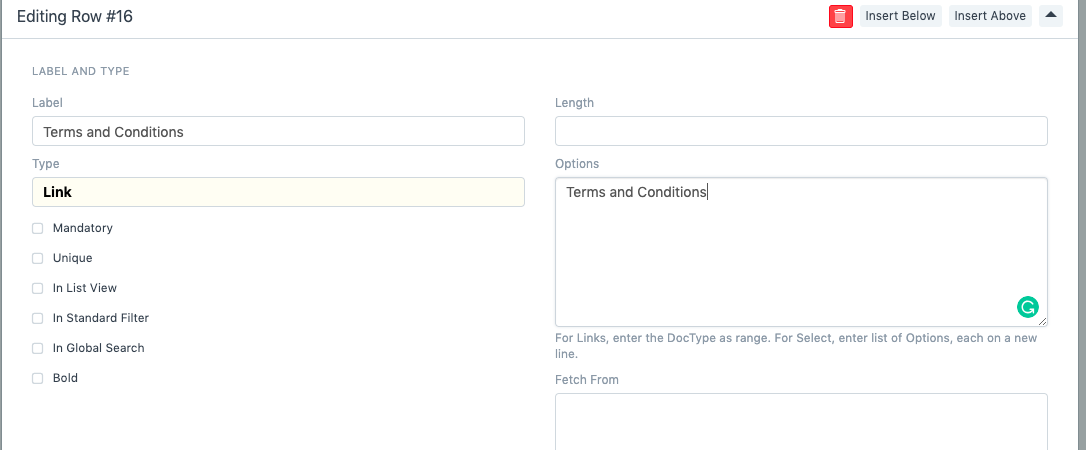 Editing Row #16
Insert Below
Insert Above
LABEL AND TYPE
Label
Length
Terms and Conditions
Type
Options
Link
Terms and Conditions
Mandatory
Unique
In List View
In Standard Filter
In Global Search
Bold
For Links, enter the DocType as range. For Select, enter list of Options, each on a new
line.
Fetch From